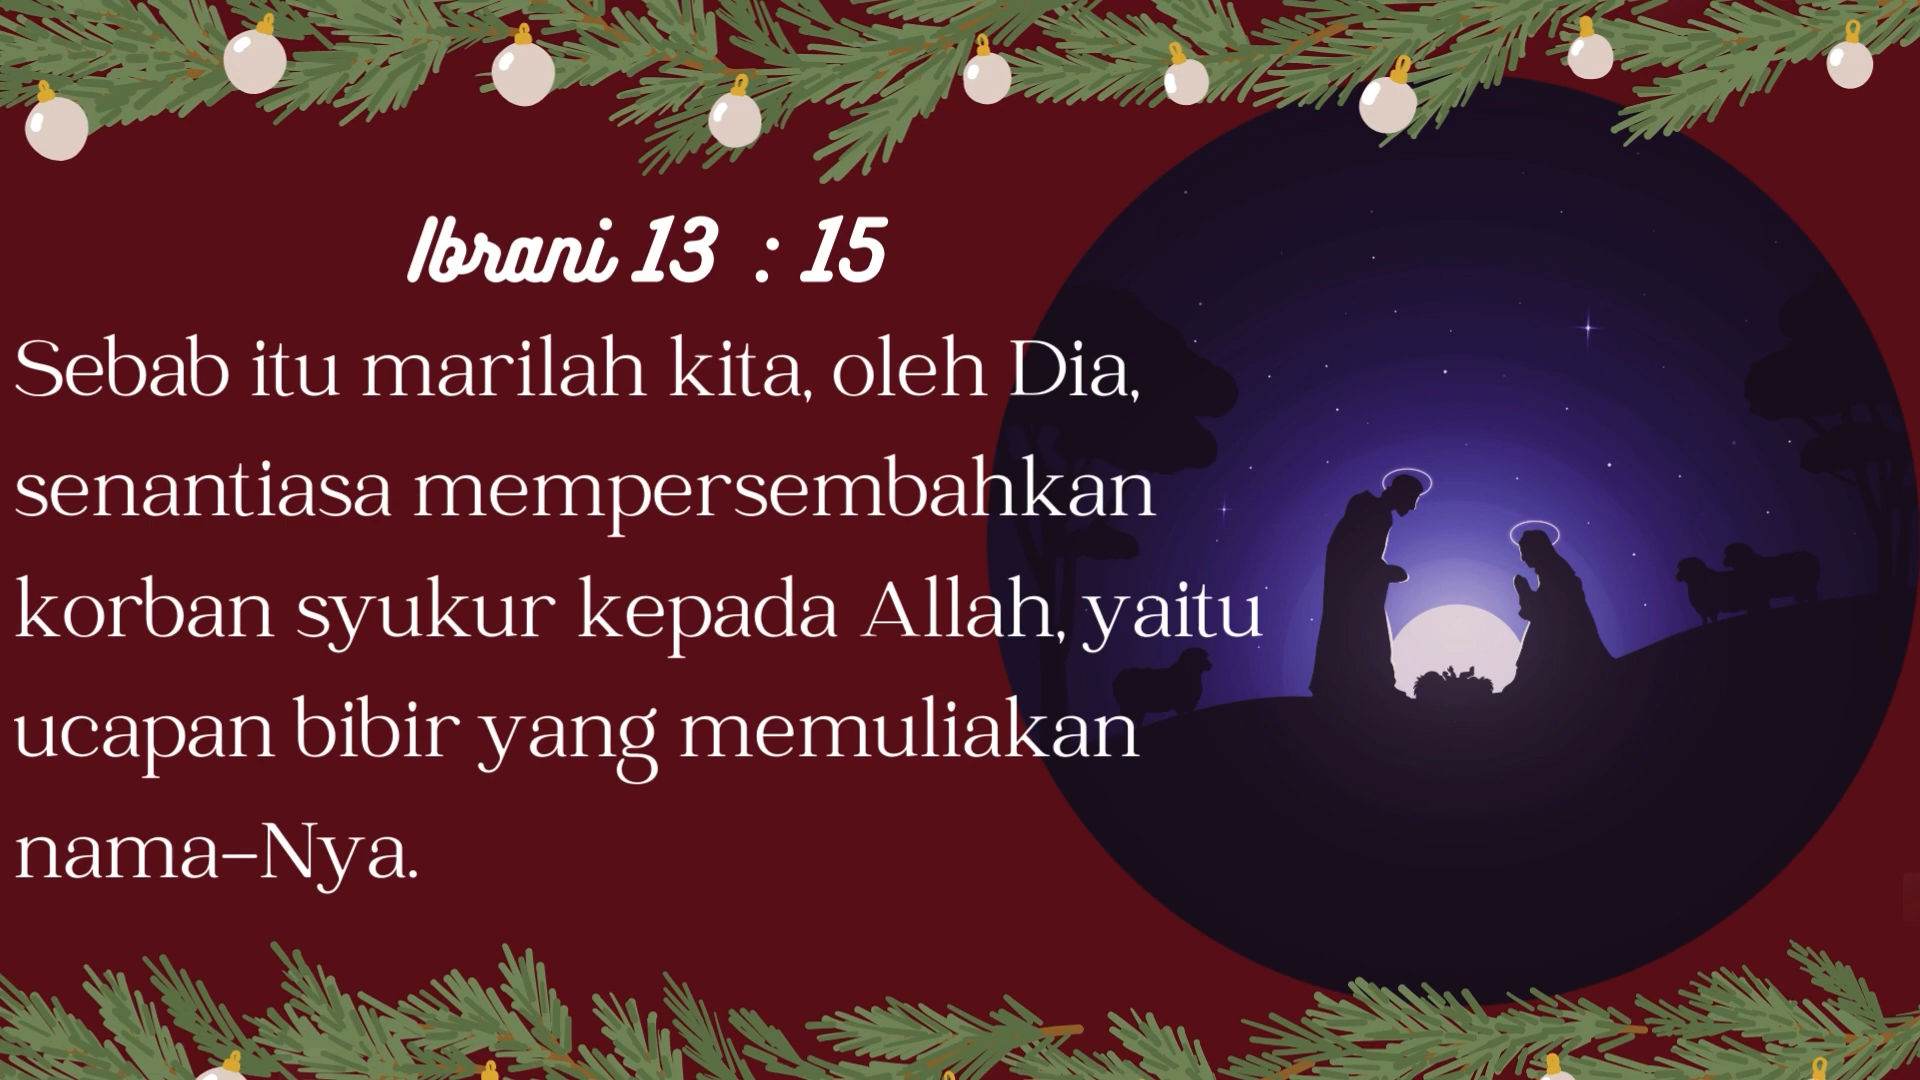 Ibrani 13 : 15
Sebab itu marilah kita, oleh Dia,
senantiasa mempersembahkan
korban syukur kepada Allah, yaitu
ucapan bibir yang memuliakan
nama-Nya.